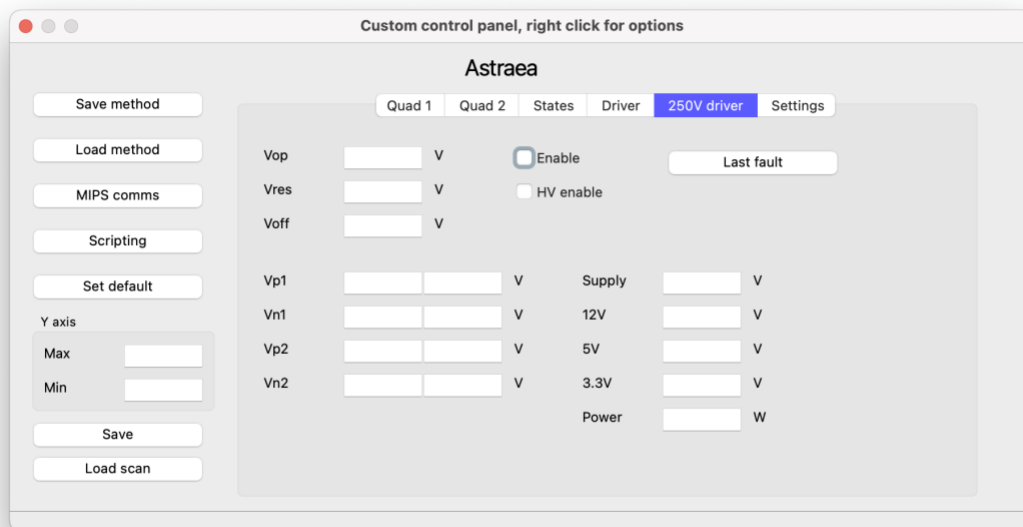 Custom control panel, right click for options
Astraea
Save method
Load method
MIPS comms
Scripting
Set default
Y axis
Max
Min
Save
Load scan
Quad 1 Quad 2 States Driver 250V driver Settings
Vop V Enable Last fault
Vres V HV enable
Voff V
Vp1 V Supply V
Vn1 V 12V V
Vp2 V 5V V
Vn2 V 3.3V V
Power W